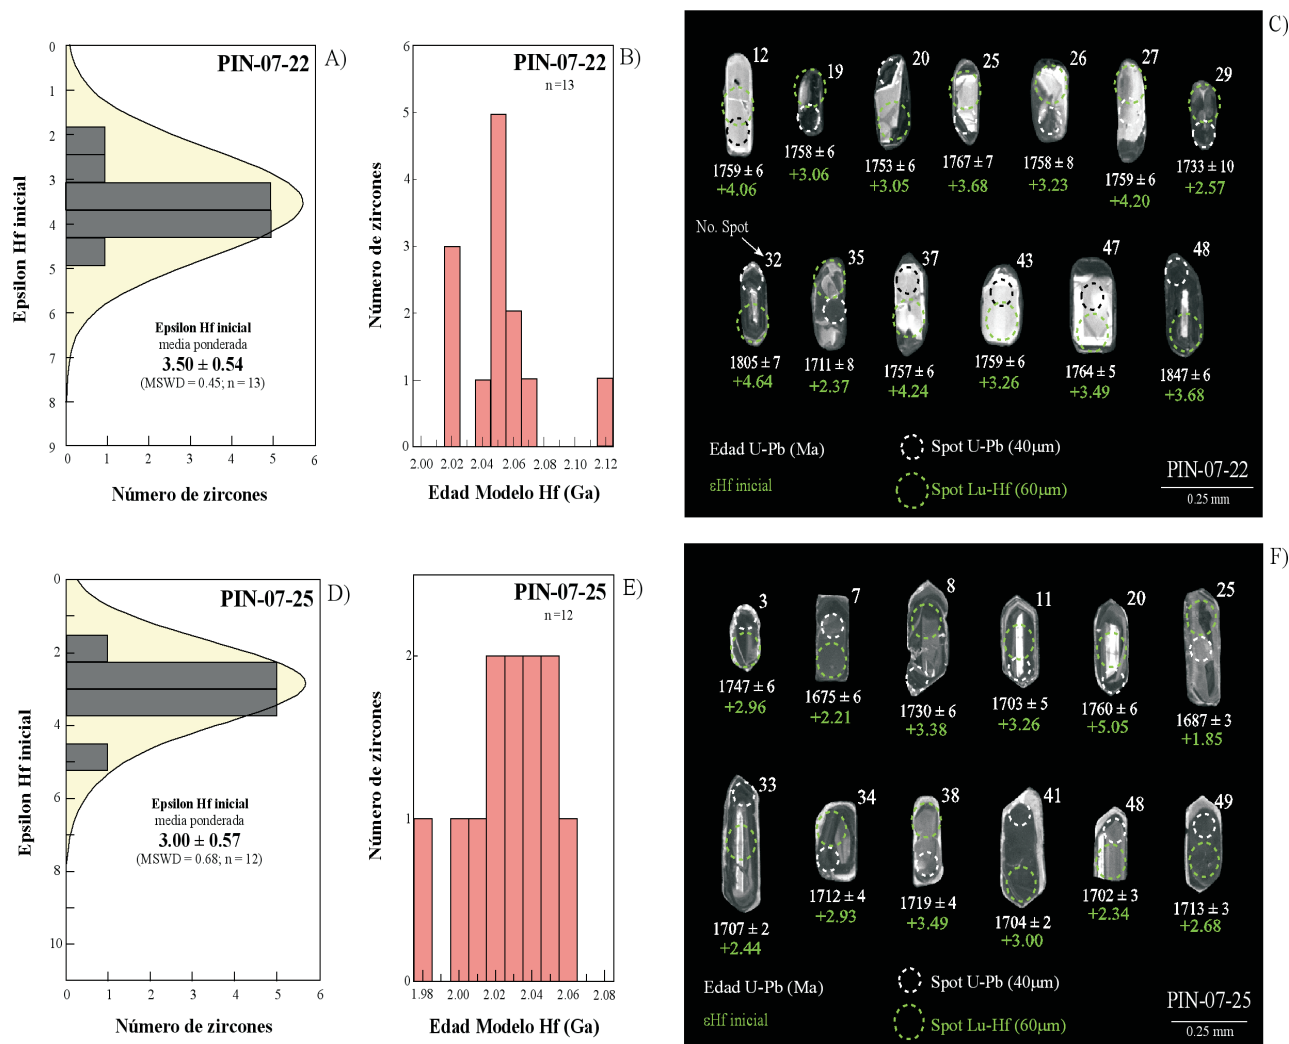 PIN-07-22
A)
0
1
2
3
4
5
6
7
8
9
Epsilon Hf inicial
Epsilon Hf inicial
media ponderada
3.50 ± 0.54
(MSWD = 0.45; n = 13)
0 1 2 3 4 5 6
Número de zircones
PIN-07-22
B)
n=13
6
5
4
3
2
1
0
Número de zircones
2.00 2.02 2.04 2.06 2.08 2.10 2.12
Edad Modelo Hf (Ga)
C)
12 19 20 25 26 27 29
1759 ± 6 1758 ± 6 1753 ± 6 1767 ± 7 1758 ± 8 1759 ± 6 1733 ± 10
+4.06 +3.06 +3.05 +3.68 +3.23 +4.20 +2.57
No. Spot
32 35 37 43 47 48
1805 ± 7 1711 ± 8 1757 ± 6 1759 ± 6 1764 ± 5 1847 ± 6
+4.64 +2.37 +4.24 +3.26 +3.49 +3.68
Edad U-Pb (Ma)
Spot U-Pb (40µm)
εHf inicial
Spot Lu-Hf (60µm)
PIN-07-22
0.25 mm
PIN-07-25
D)
0
2
4
6
8
10
Epsilon Hf inicial
Epsilon Hf inicial
media ponderada
3.00 ± 0.57
(MSWD = 0.68; n = 12)
0 1 2 3 4 5 6
Número de zircones
PIN-07-25
E)
n=12
2
1
0
Número de zircones
1.98 2.00 2.02 2.04 2.06 2.08
Edad Modelo Hf (Ga)
F)
3 7 8 11 20 25
1747 ± 6 1675 ± 6 1730 ± 6 1703 ± 5 1760 ± 6 1687 ± 3
+2.96 +2.21 +3.38 +3.26 +5.05 +1.85
33 34 38 41 48 49
1707 ± 2 1712 ± 4 1719 ± 4 1704 ± 2 1702 ± 3 1713 ± 3
+2.44 +2.93 +3.49 +3.00 +2.34 +2.68
Edad U-Pb (Ma)
Spot U-Pb (40µm)
εHf inicial
Spot Lu-Hf (60µm)
PIN-07-25
0.25 mm